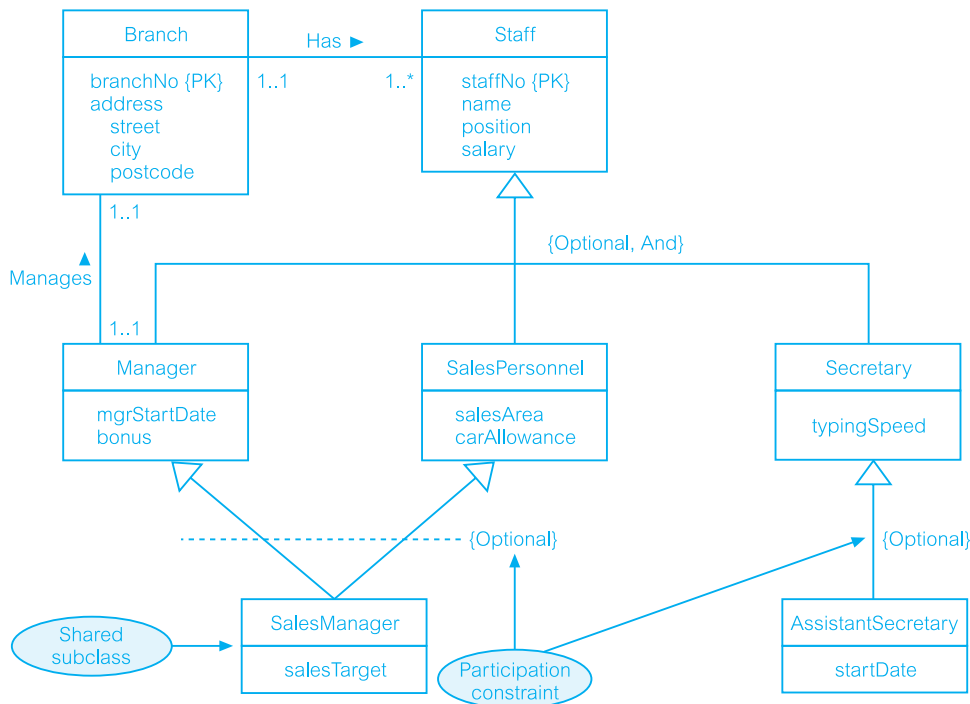 Branch
Has ►
Staff
branchNo {PK}
address
street
city
postcode
1..1
1..*
staffNo {PK}
name
position
salary
1..1
Manages
▲
1..1
{Optional, And}
Manager
mgrStartDate
bonus
SalesPersonnel
salesArea
carAllowance
Secretary
typingSpeed
{Optional}
{Optional}
Shared
subclass
SalesManager
salesTarget
Participation
constraint
AssistantSecretary
startDate